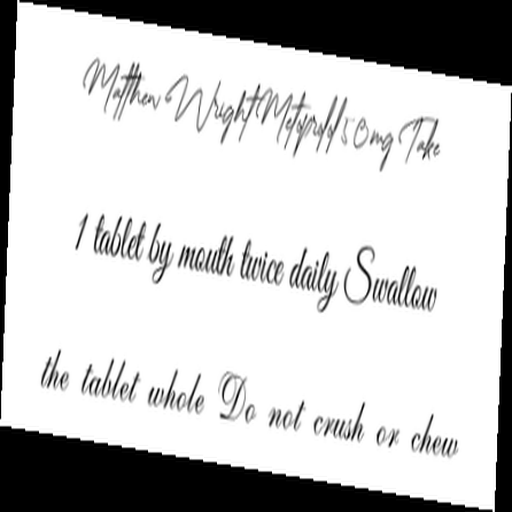 Matthew Wright Metoprolol 50mg Take
1 tablet by mouth twice daily Swallow
the tablet whole Do not crush or chew